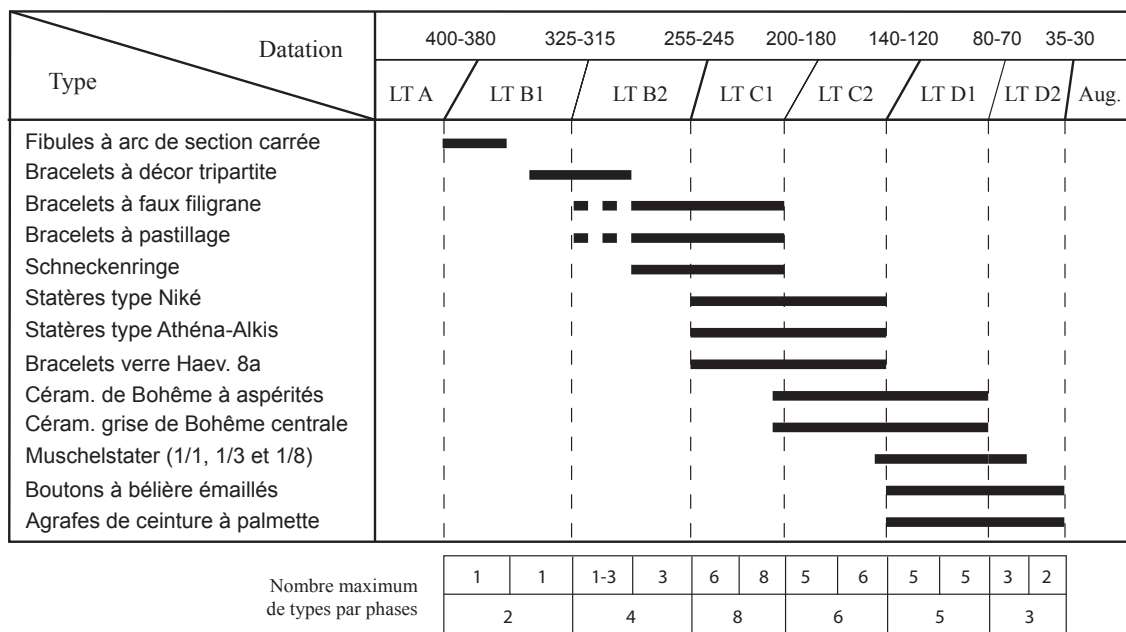 Datation
Type
400-380 325-315 255-245 200-180 140-120 80-70 35-30
LT A LT B1 LT B2 LT C1 LT C2 LT D1 LT D2 Aug.
Fibules à arc de section carrée
Bracelets à décor tripartite
Bracelets à faux filigrane
Bracelets à pastillage
Schneckenringe
Statères type Niké
Statères type Athéna-Alkis
Bracelets verre Haev. 8a
Céram. de Bohême à aspérités
Céram. grise de Bohême centrale
Muschelstater (1/1, 1/3 et 1/8)
Boutons à bélière émaillés
Agrafes de ceinture à palmette
Nombre maximum
de types par phases
1 1 1-3 3 6 8 5 6 5 5 3 2
2 4 8 6 5 3